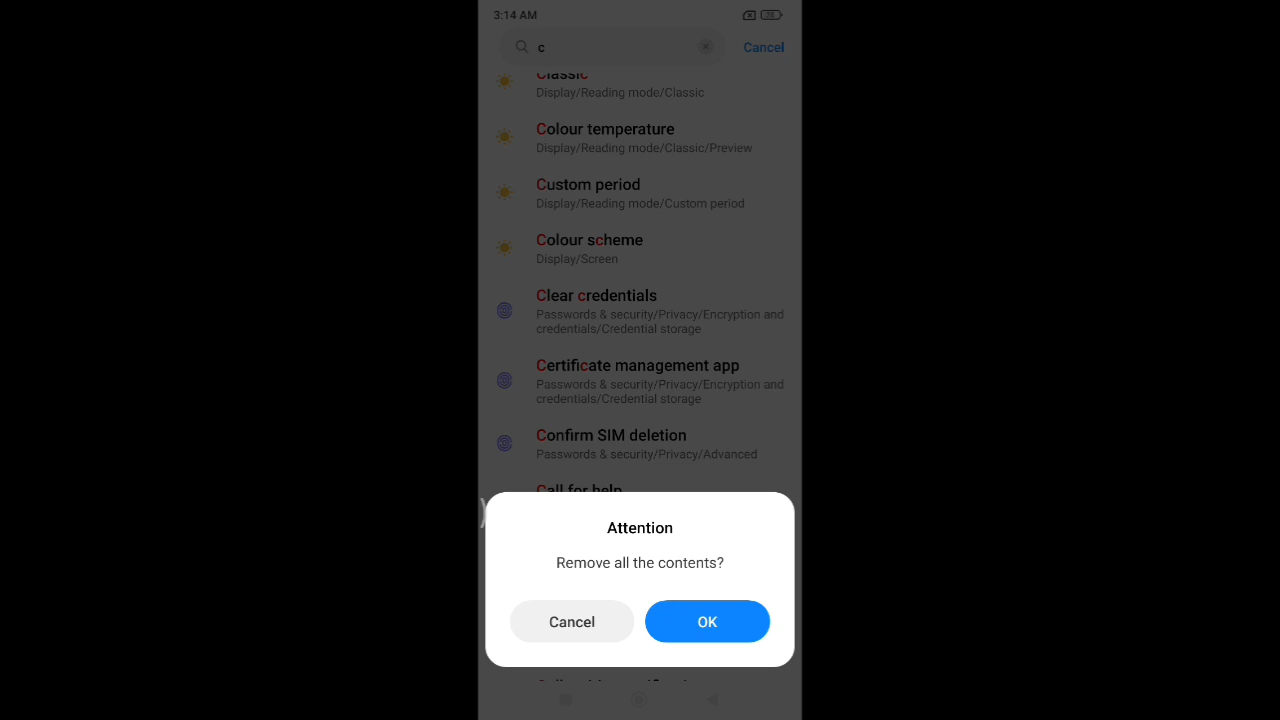 3:14 AM
c
Cancel
Classic
Display/Reading mode/Classic
Colour temperature
Display/Reading mode/Classic/Preview
Custom period
Display/Reading mode/Custom period
Colour scheme
Display/Screen
Clear credentials
Passwords & security/Privacy/Encryption and
credentials/Credential storage
Certificate management app
Passwords & security/Privacy/Encryption and
credentials/Credential storage
Confirm SIM deletion
Passwords & security/Privacy/Advanced
Call for help
Attention
Remove all the contents?
Cancel
OK